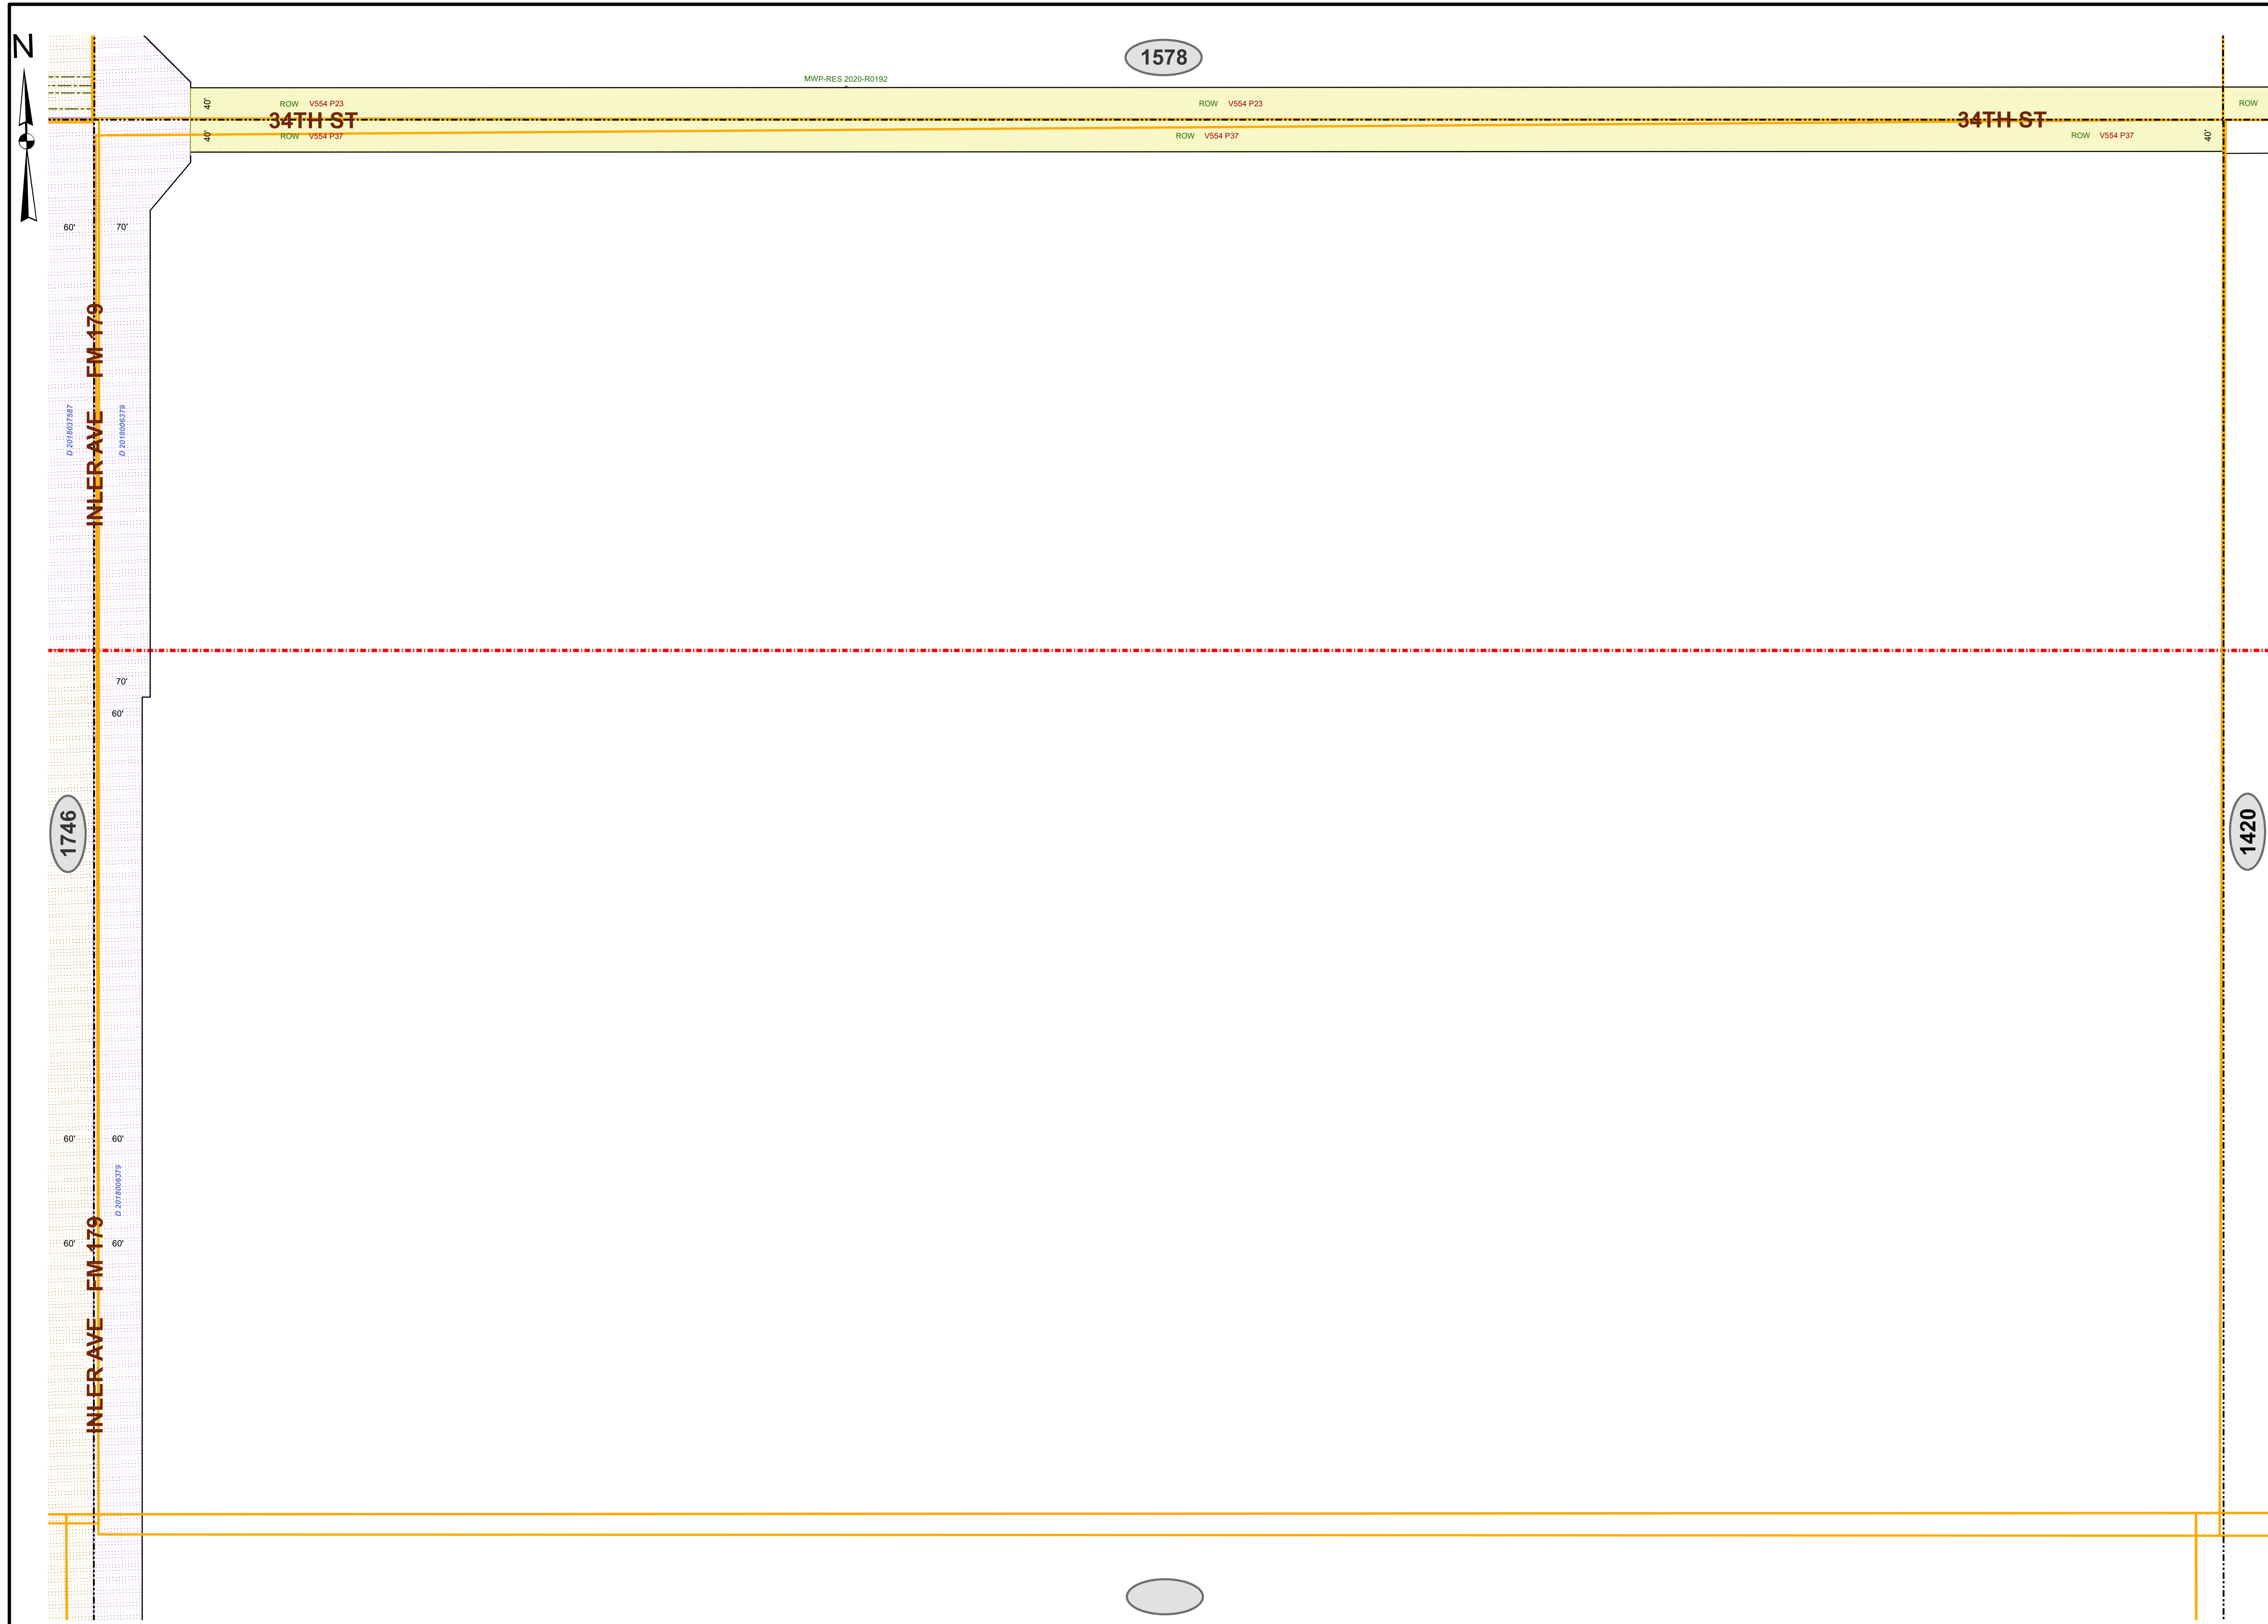 N
1578
MWP-RES 2020-R0192
40'
ROW V554 P23
ROW V554 P23
ROW
34TH ST
34TH ST
40'
ROW V554 P37
ROW V554 P37
ROW V554 P37
40'
60'
70'
INLER AVE FM 179
D 2018037587
D 2018006379
70'
60'
1746
1420
60'
60'
D 2018006379
60'
60'
INLER AVE FM 179